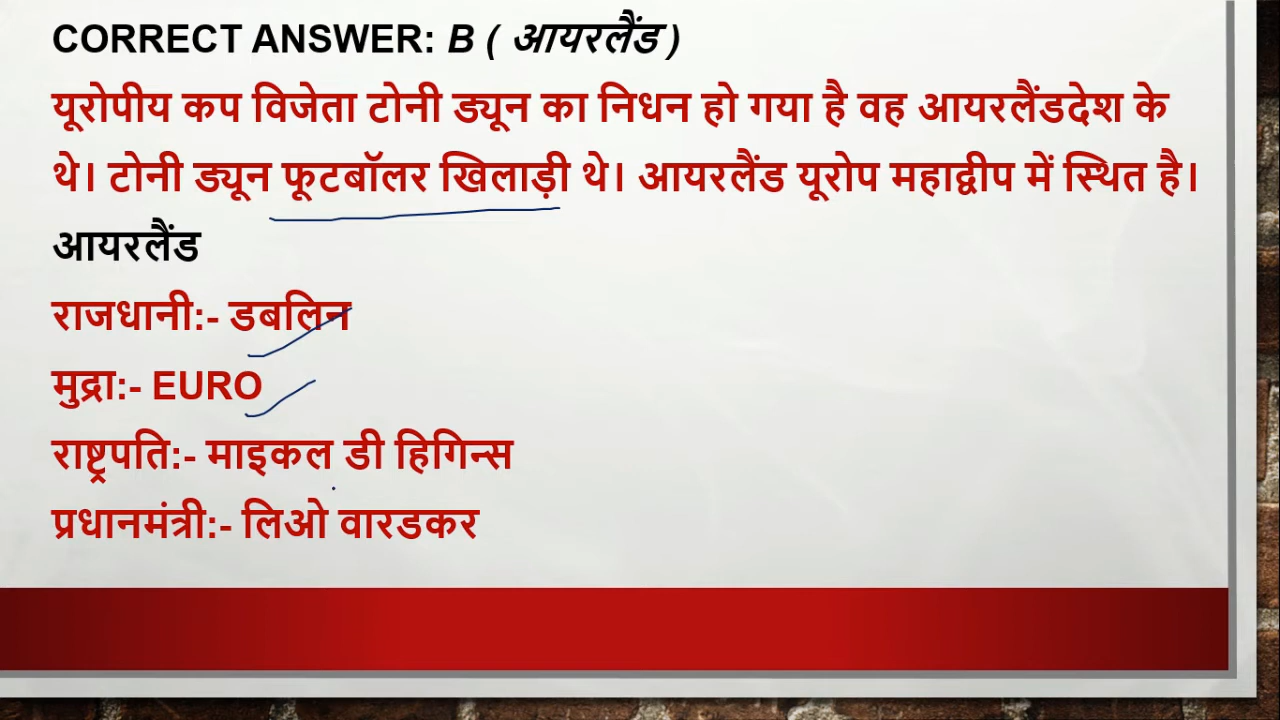 CORRECT ANSWER: B ( आयरलैंड )
यूरोपीय कप विजेता टोनी ड्यून का निधन हो गया है वह आयरलैंडदेश के
थे। टोनी ड्यून फूटबॉलर खिलाड़ी थे। आयरलैंड यूरोप महाद्वीप में स्थित है।
आयरलैंड
राजधानी:- डबलिन
मुद्रा:- EURO
राष्ट्रपति:- माइकल डी हिगिन्स
प्रधानमंत्री:- लिओ वारडकर